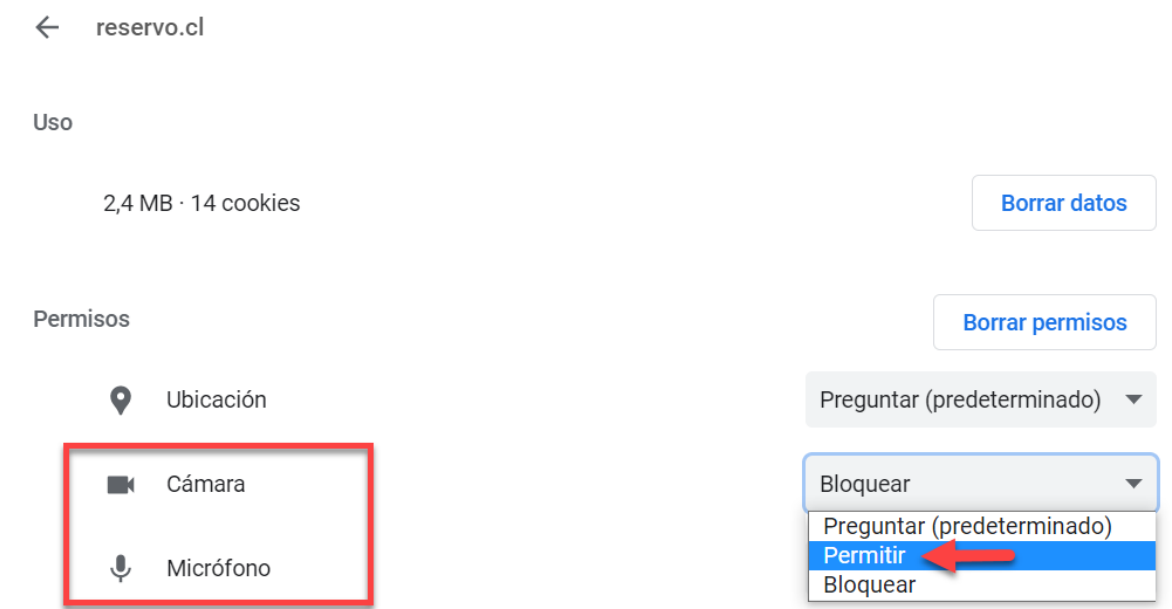 reservo.cl
Uso
2,4 MB · 14 cookies
Borrar datos
Permisos
Borrar permisos
Ubicación
Preguntar (predeterminado)
Cámara
Bloquear
Preguntar (predeterminado)
Permitir
Bloquear
Micrófono